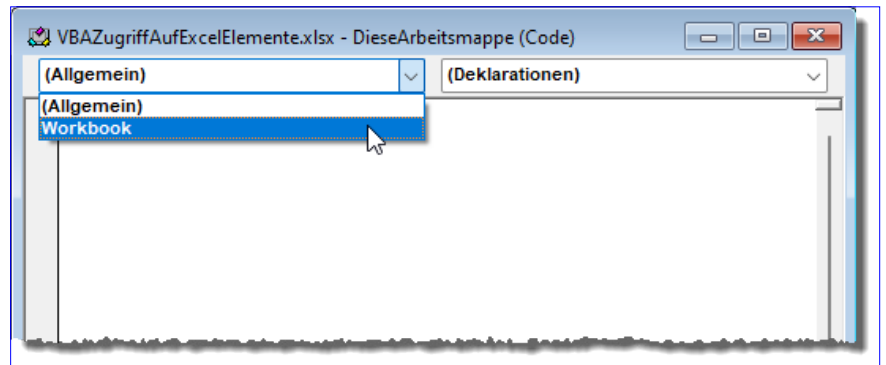 VBAZugriffAufExcelElemente.xlsx - DieseArbeitsmappe (Code)
(Allgemein) (Deklarationen)
(Allgemein)
Workbook